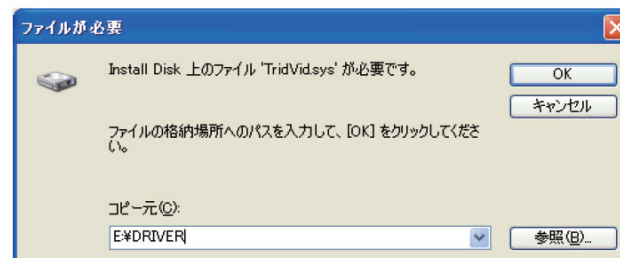 ファイルが必要
Install Disk 上のファイル 'TridVid.sys' が必要です。
OK
キャンセル
ファイルの格納場所へのパスを入力して、[OK] をクリックしてくださ
い。
コピー元(C):
E:¥DRIVER
参照(B)...